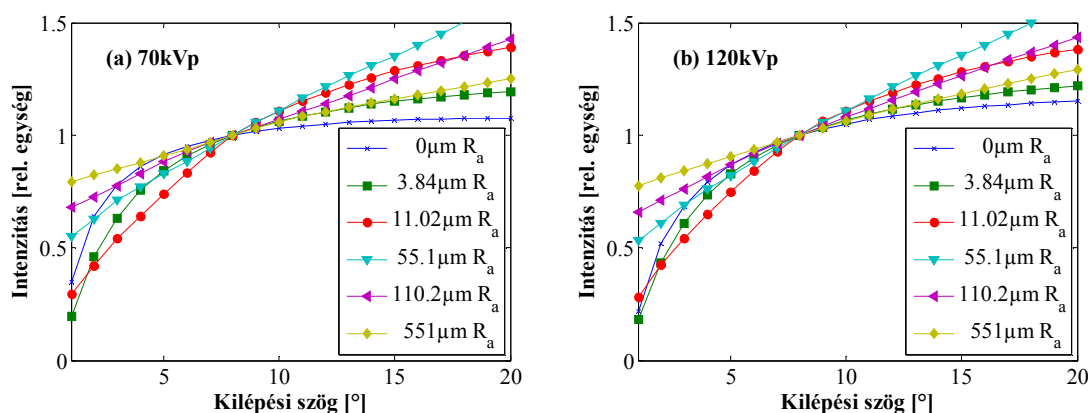 (a) 70kVp
Intenzitás [rel. egység]
1.5
1
0.5
0
5
10
15
20
Kilépési szög [°]
0µm Ra
3.84µm Ra
11.02µm Ra
55.1µm Ra
110.2µm Ra
551µm Ra
(b) 120kVp
Intenzitás [rel. egység]
1.5
1
0.5
0
5
10
15
20
Kilépési szög [°]
0µm Ra
3.84µm Ra
11.02µm Ra
55.1µm Ra
110.2µm Ra
551µm Ra